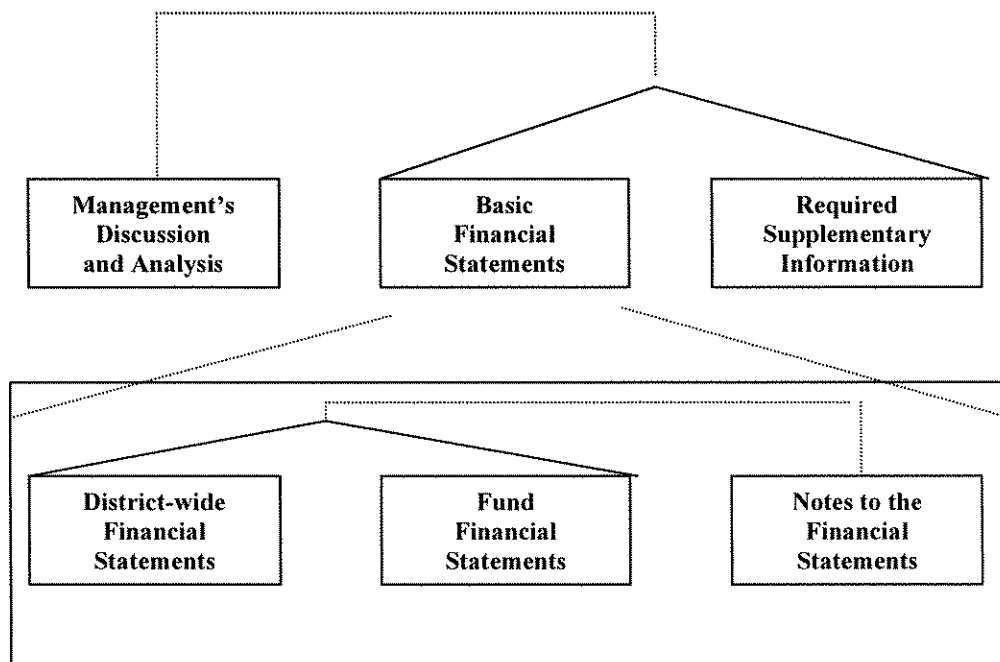 Management’s
Discussion
and Analysis
Basic
Financial
Statements
Required
Supplementary
Information
District-wide
Financial
Statements
Fund
Financial
Statements
Notes to the
Financial
Statements